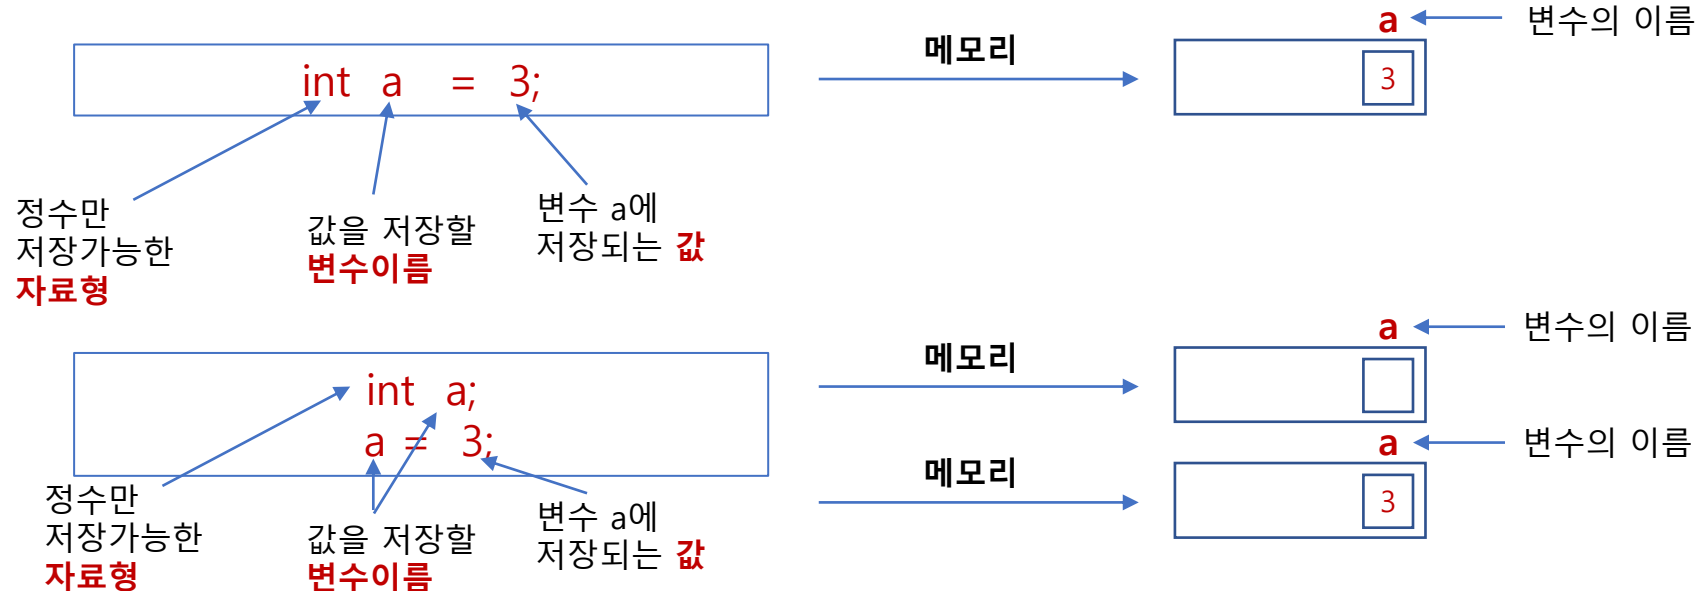 a
변수의 이름
메모리
int a = 3;
3
정수만
저장가능한
자료형
값을 저장할
변수이름
변수 a에
저장되는 값
a
변수의 이름
메모리
int a;
a = 3;
a
변수의 이름
메모리
3
정수만
저장가능한
자료형
값을 저장할
변수이름
변수 a에
저장되는 값